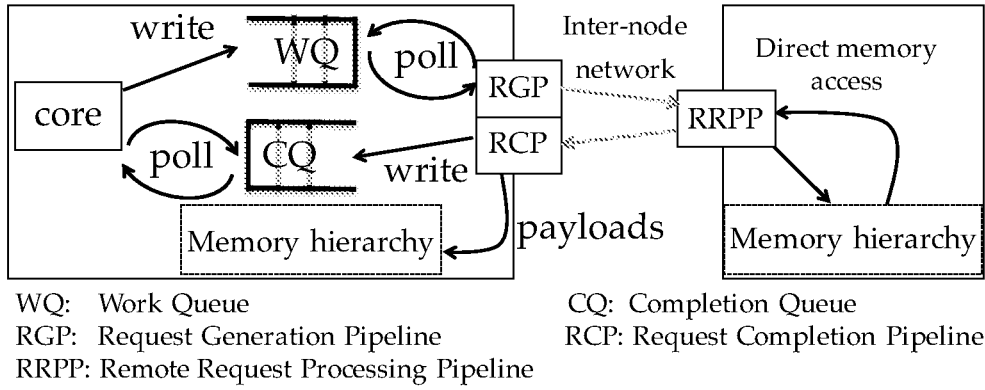 write
WQ
poll
Inter-node
network
Direct memory
access
core
RGP
RRPP
poll
CQ
RCP
write
Memory hierarchy
payloads
Memory hierarchy
WQ: Work Queue
CQ: Completion Queue
RGP: Request Generation Pipeline
RCP: Request Completion Pipeline
RRPP: Remote Request Processing Pipeline